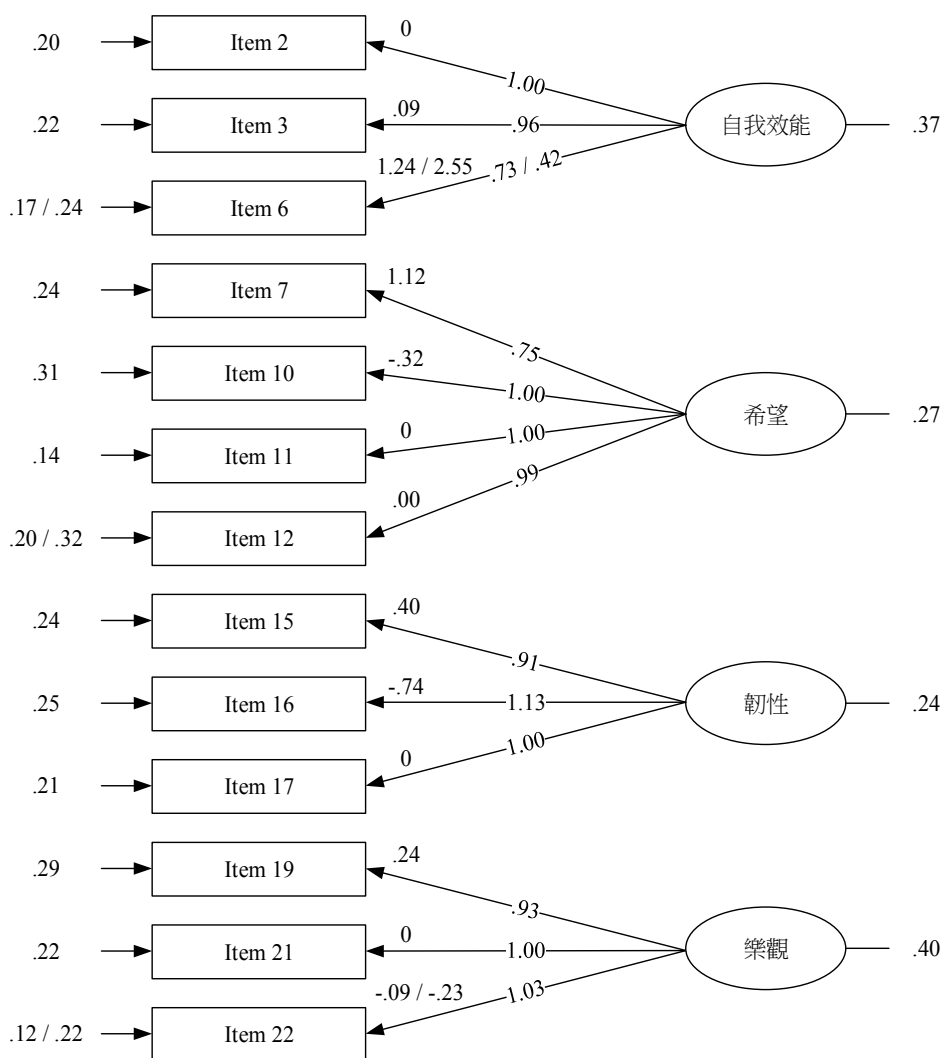 0
.20
Item 2
1.00
.09
.22
Item 3
.96
自我效能
.37
1.24 / 2.55
.73 / .42
.17 / .24
Item 6
1.12
.24
Item 7
.75
-.32
.31
Item 10
1.00
希望
.27
0
.14
Item 11
1.00
.99
.00
.20 / .32
Item 12
.40
.24
Item 15
.91
-.74
.25
Item 16
1.13
韌性
.24
0
1.00
.21
Item 17
.24
.29
Item 19
.93
0
.22
Item 21
1.00
樂觀
.40
-.09 / -.23
1.03
.12 / .22
Item 22